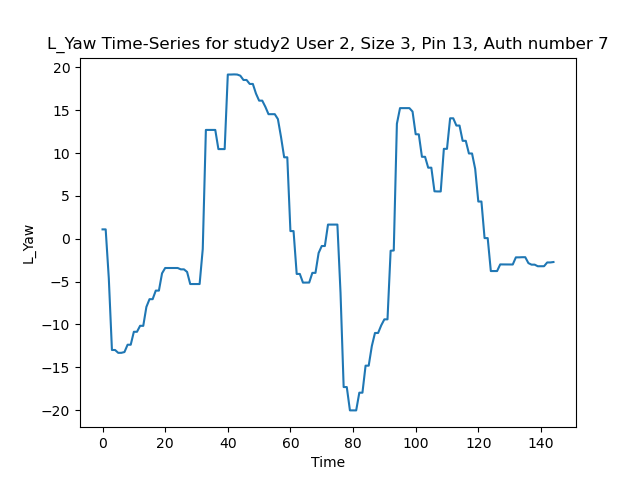 L_Yaw Time-Series for study2 User 2, Size 3, Pin 13, Auth number 7
20
15
10
5
0
−5
−10
−15
−20
L_Yaw
0 20 40 60 80 100 120 140
Time